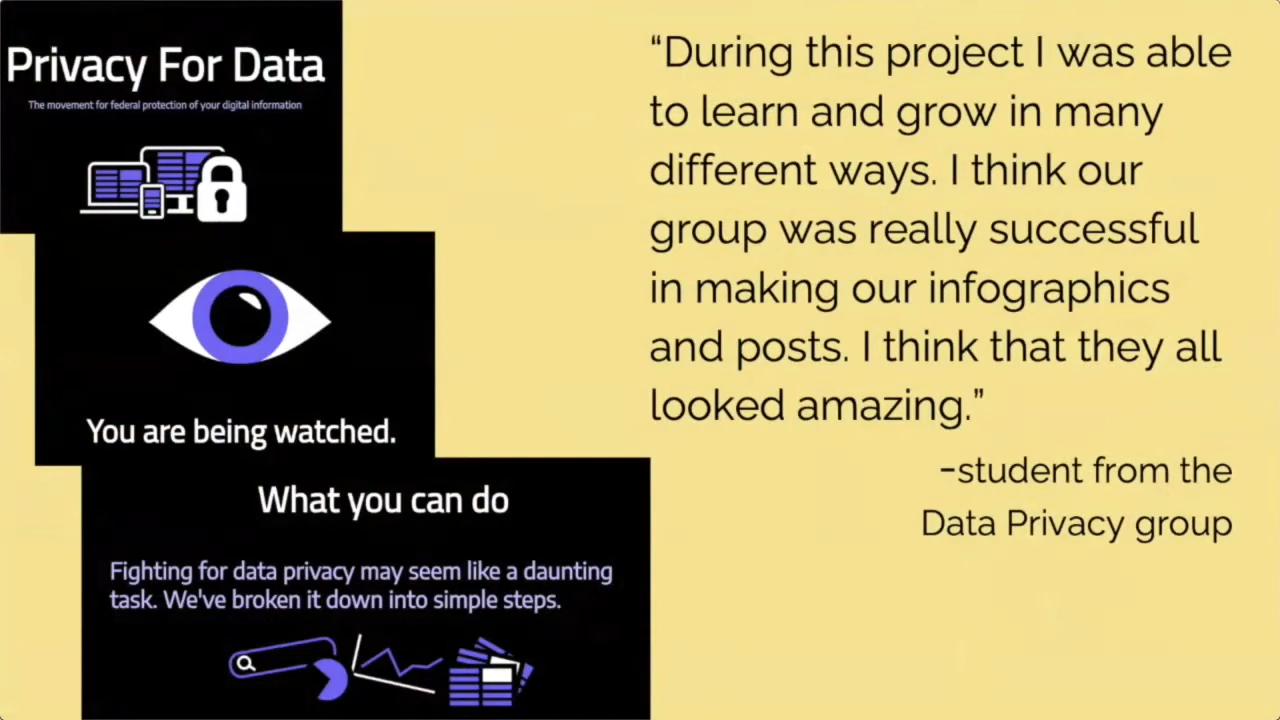 Privacy For Data
The movement for federal protection of your digital information
You are being watched.
What you can do
Fighting for data privacy may seem like a daunting
task. We've broken it down into simple steps.
“During this project I was able
to learn and grow in many
different ways. I think our
group was really successful
in making our infographics
and posts. I think that they all
looked amazing.”
-student from the
Data Privacy group